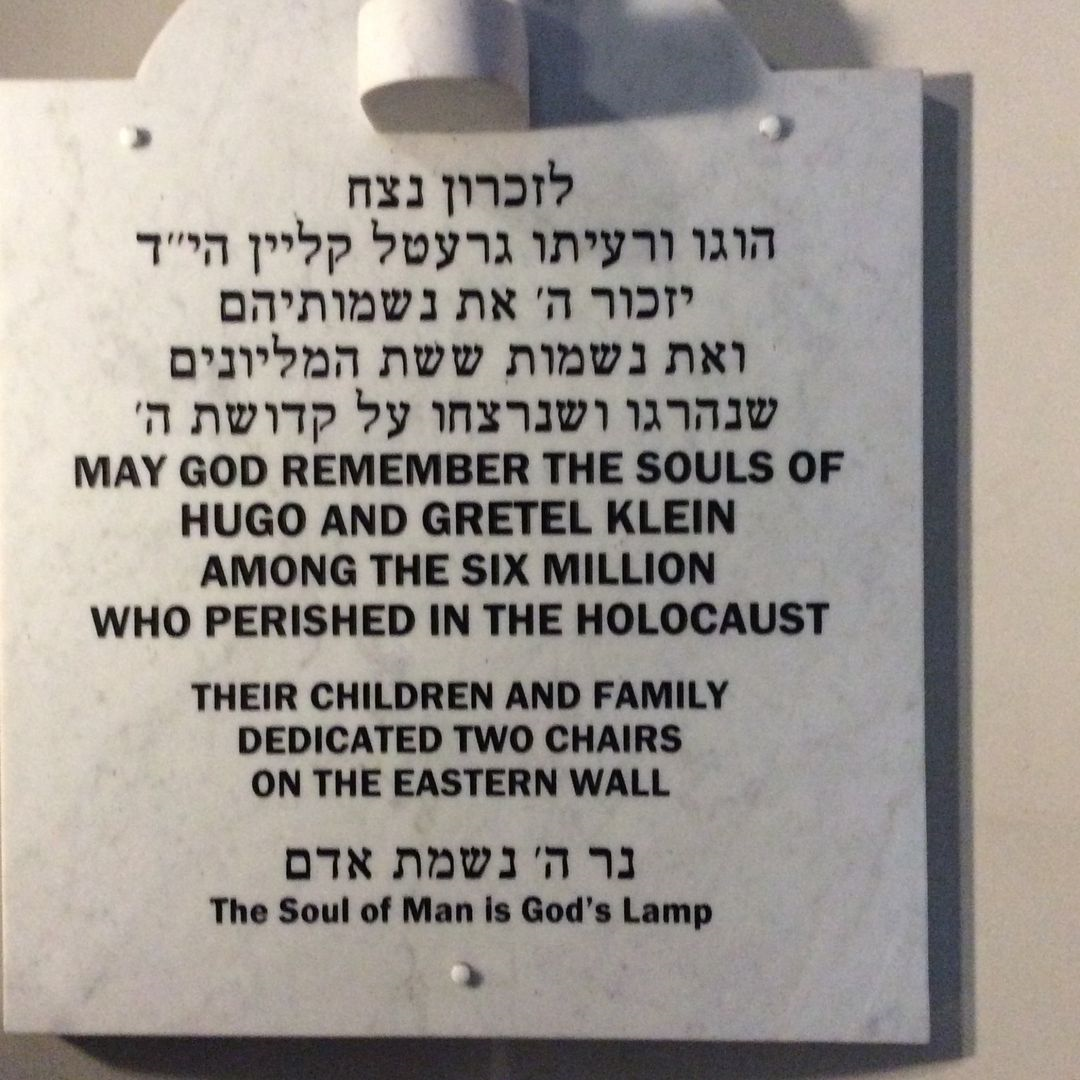 לזכרון נצח
הוגו ורעיתו גרעטל קליין הי״ד
יזכור ה׳ את נשמותיהם
ואת נשמות ששת המליונים
שנהרגו ושנרצחו על קדושת ה׳
MAY GOD REMEMBER THE SOULS OF
HUGO AND GRETEL KLEIN
AMONG THE SIX MILLION
WHO PERISHED IN THE HOLOCAUST
THEIR CHILDREN AND FAMILY
DEDICATED TWO CHAIRS
ON THE EASTERN WALL
נר ה׳ נשמת אדם
The Soul of Man is God's Lamp